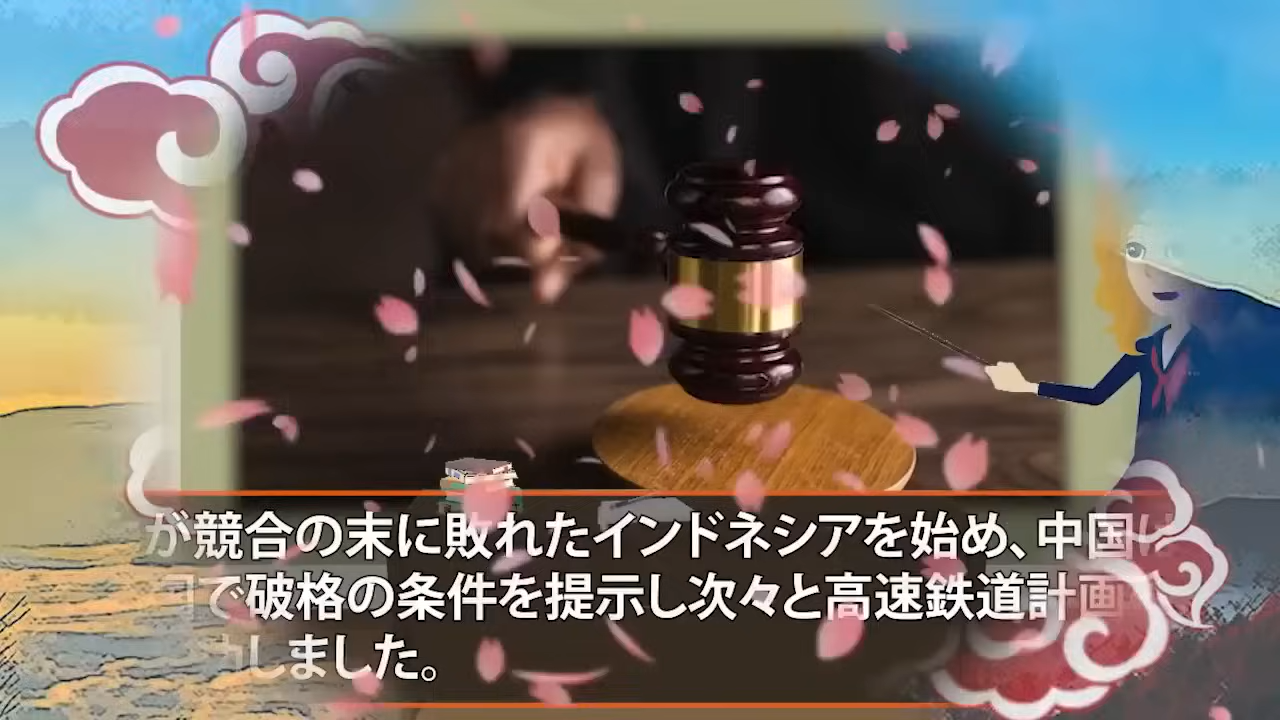 が競合の末に敗れたインドネシアを始め、中国は
で破格の条件を提示し次々と高速鉄道計画
しました。